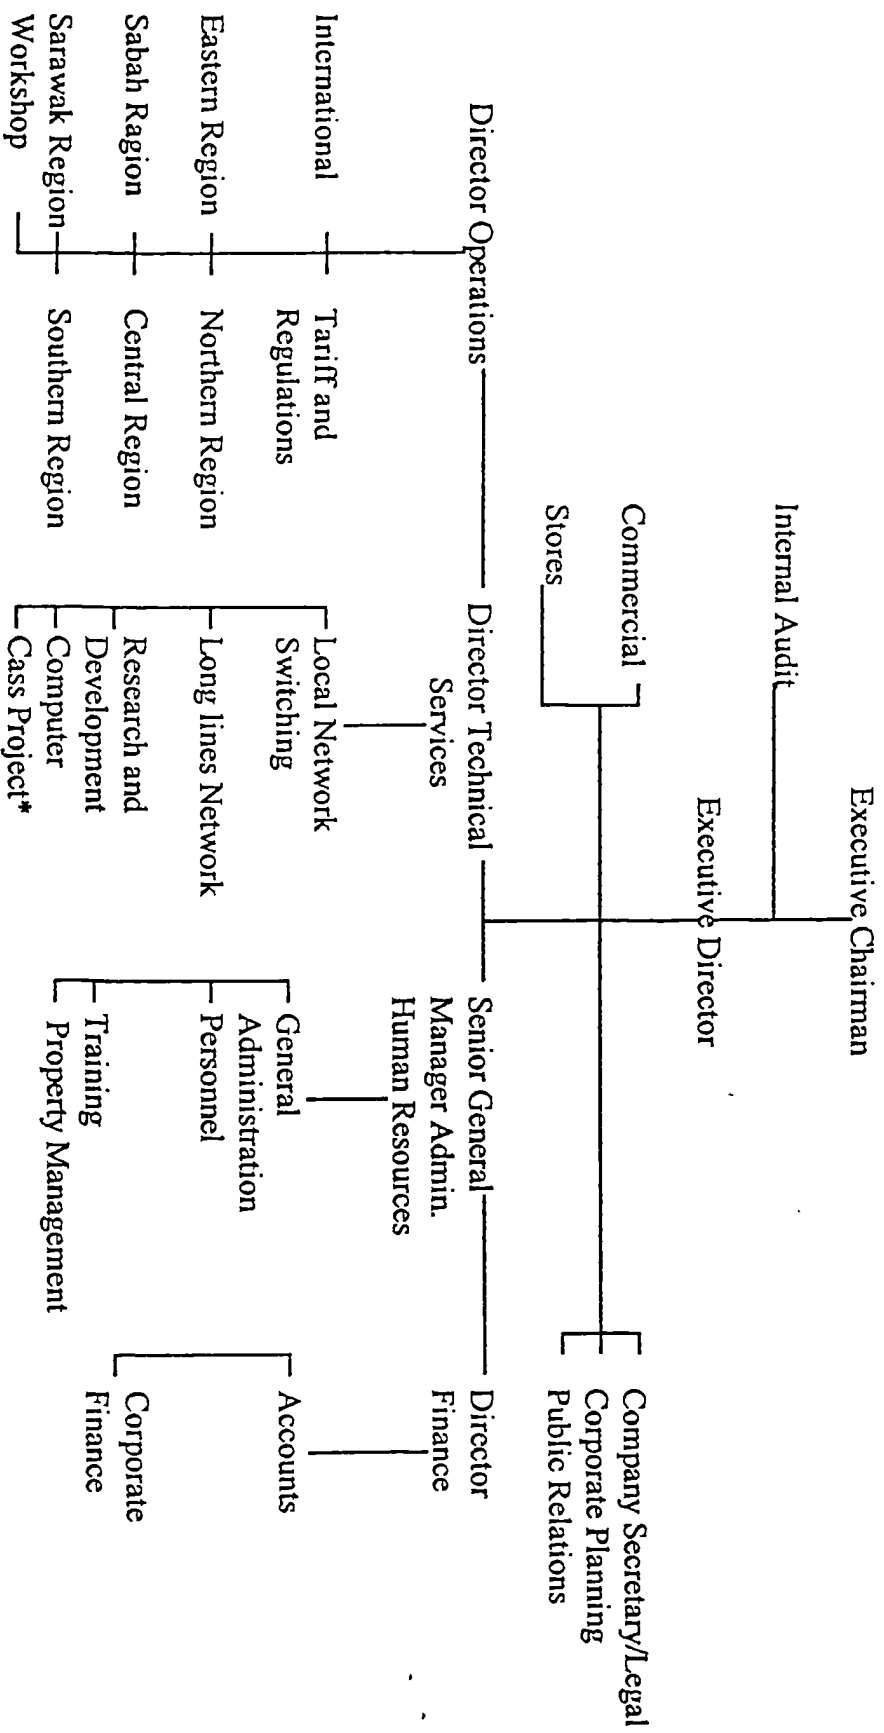 Executive Chairman
Internal Audit
Executive Director
Commercial
Stores
Company Secretary/Legal
Corporate Planning
Public Relations
Director Operations
Director Technical
Services
Senior General
Manager Admin.
Human Resources
Director
Finance
International
Tariff and
Regulations
Eastern Region
Northern Region
Sabah Ragion
Central Region
Sarawak Region
Southern Region
Workshop
Local Network
Switching
Long lines Network
Research and
Development
Computer
Cass Project*
General
Administration
Personnel
Training
Property Management
Accounts
Corporate
Finance